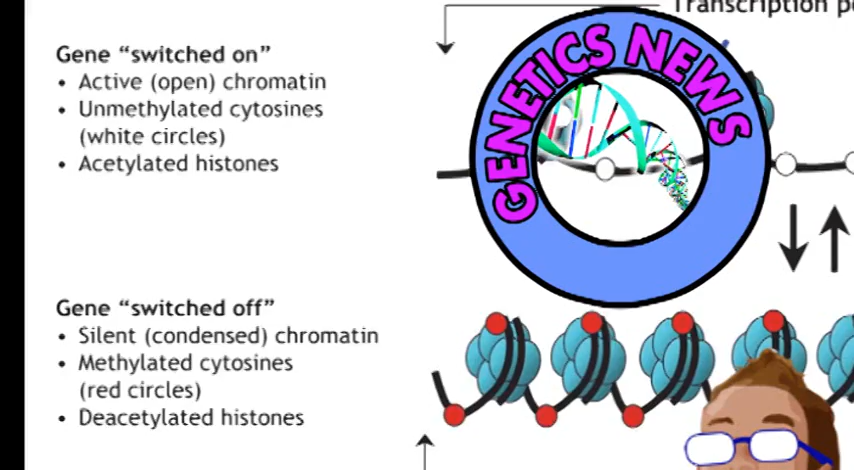 Transcription
GENETICS NEWS
Gene “switched on”
• Active (open) chromatin
• Unmethylated cytosines
(white circles)
• Acetylated histones
Gene “switched off”
• Silent (condensed) chromatin
• Methylated cytosines
(red circles)
• Deacetylated histones